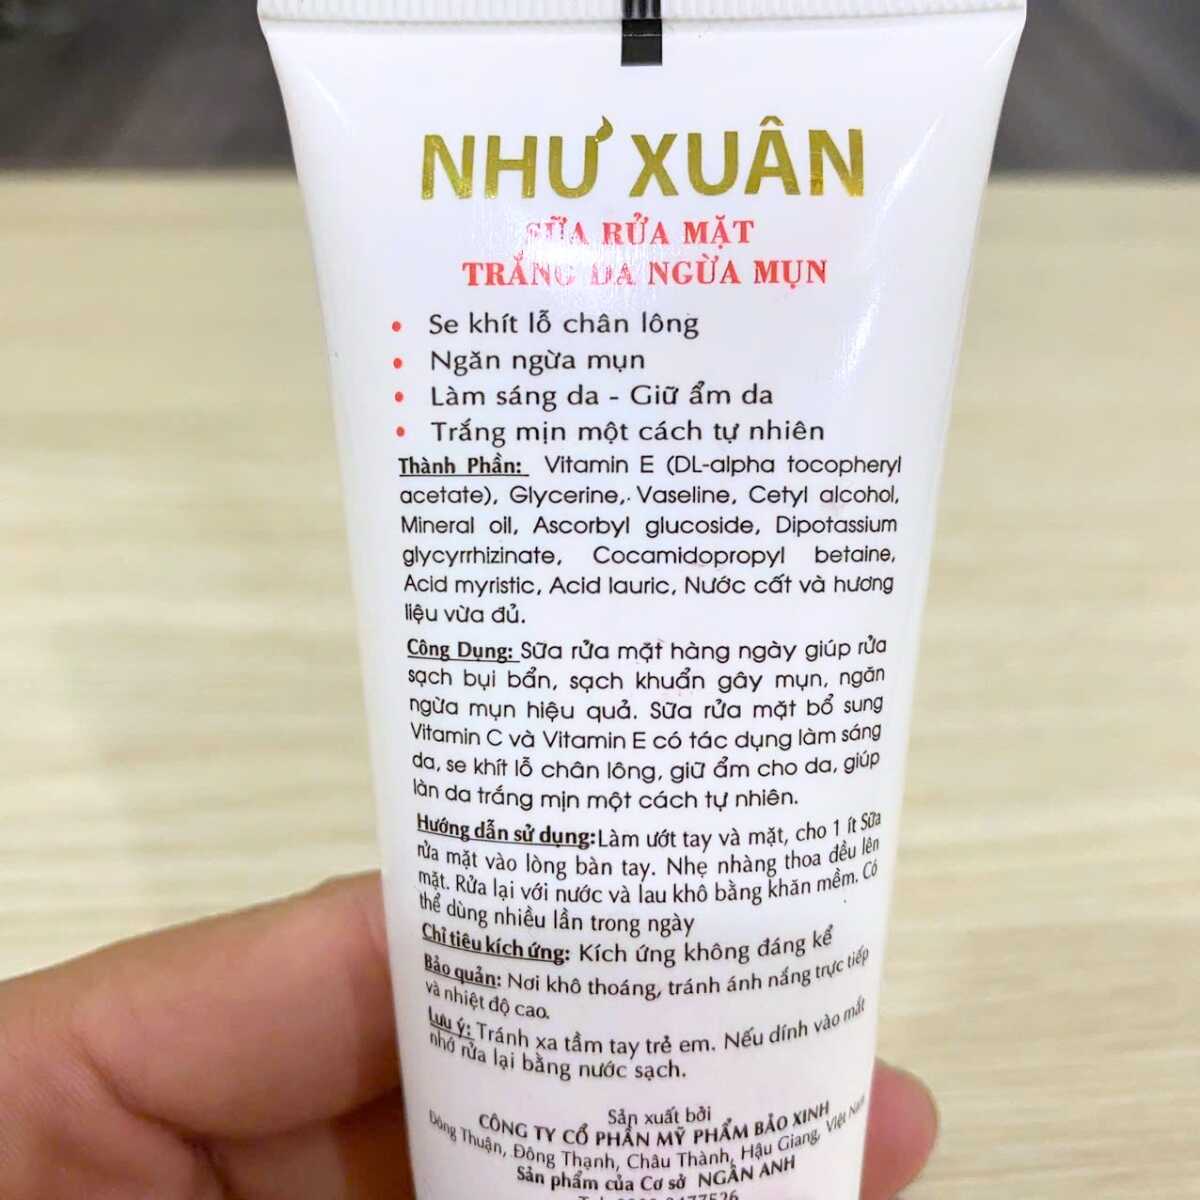 NHƯ XUÂN
SỮA RỬA MẶT
TRẮNG DA NGỪA MỤN
• Se khít lỗ chân lông
• Ngăn ngừa mụn
• Làm sáng da - Giữ ẩm da
• Trắng mịn một cách tự nhiên
Thành Phần: Vitamin E (DL-alpha tocopheryl
acetate), Glycerine, Vaseline, Cetyl alcohol,
Mineral oil, Ascorbyl glucoside, Dipotassium
glycyrrhizinate, Cocamidopropyl betaine,
Acid myristic, Acid lauric, Nước cất và hương
liệu vừa đủ.
Công Dụng: Sữa rửa mặt hàng ngày giúp rửa
sạch bụi bẩn, sạch khuẩn gây mụn, ngăn
ngừa mụn hiệu quả. Sữa rửa mặt bổ sung
Vitamin C và Vitamin E có tác dụng làm sáng
da, se khít lỗ chân lông, giữ ẩm cho da, giúp
làn da trắng mịn một cách tự nhiên.
Hướng dẫn sử dụng: Làm ướt tay và mặt, cho 1 ít Sữa
rửa mặt vào lòng bàn tay. Nhẹ nhàng thoa đều lên
mặt. Rửa lại với nước và lau khô bằng khăn mềm. Có
thể dùng nhiều lần trong ngày
Chỉ tiêu kích ứng: Kích ứng không đáng kể
Bảo quản: Nơi khô thoáng, tránh ánh nắng trực tiếp
và nhiệt độ cao.
Lưu ý: Tránh xa tầm tay trẻ em. Nếu dính vào mắt
nhớ rửa lại bằng nước sạch.
Sản xuất bởi
CÔNG TY CỔ PHẦN MỸ PHẨM BẢO XINH
Đông Thuận, Đông Thạnh, Châu Thành, Hậu Giang, Việt Nam
Sản phẩm của Cơ sở NGÂN ANH